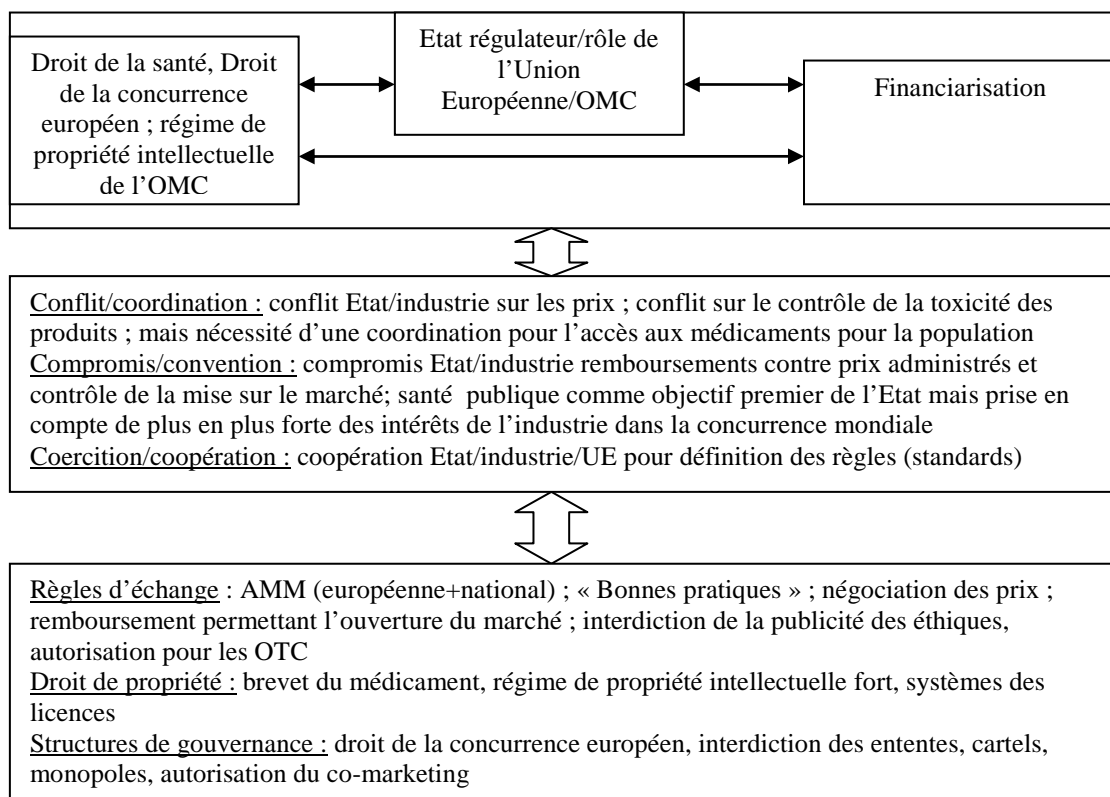 Droit de la santé, Droit
de la concurrence
européen ; régime de
propriété intellectuelle
de l’OMC
Etat régulateur/rôle de
l’Union
Européenne/OMC
Financiarisation
Conflit/coordination : conflit Etat/industrie sur les prix ; conflit sur le contrôle de la toxicité des
produits ; mais nécessité d’une coordination pour l’accès aux médicaments pour la population
Compromis/convention : compromis Etat/industrie remboursements contre prix administrés et
contrôle de la mise sur le marché; santé  publique comme objectif premier de l’Etat mais prise en
compte de plus en plus forte des intérêts de l’industrie dans la concurrence mondiale
Coercition/coopération : coopération Etat/industrie/UE pour définition des règles (standards)
Règles d’échange : AMM (européenne+national) ; « Bonnes pratiques » ; négociation des prix ;
remboursement permettant l’ouverture du marché ; interdiction de la publicité des éthiques,
autorisation pour les OTC
Droit de propriété : brevet du médicament, régime de propriété intellectuelle fort, systèmes des
licences
Structures de gouvernance : droit de la concurrence européen, interdiction des ententes, cartels,
monopoles, autorisation du co-marketing